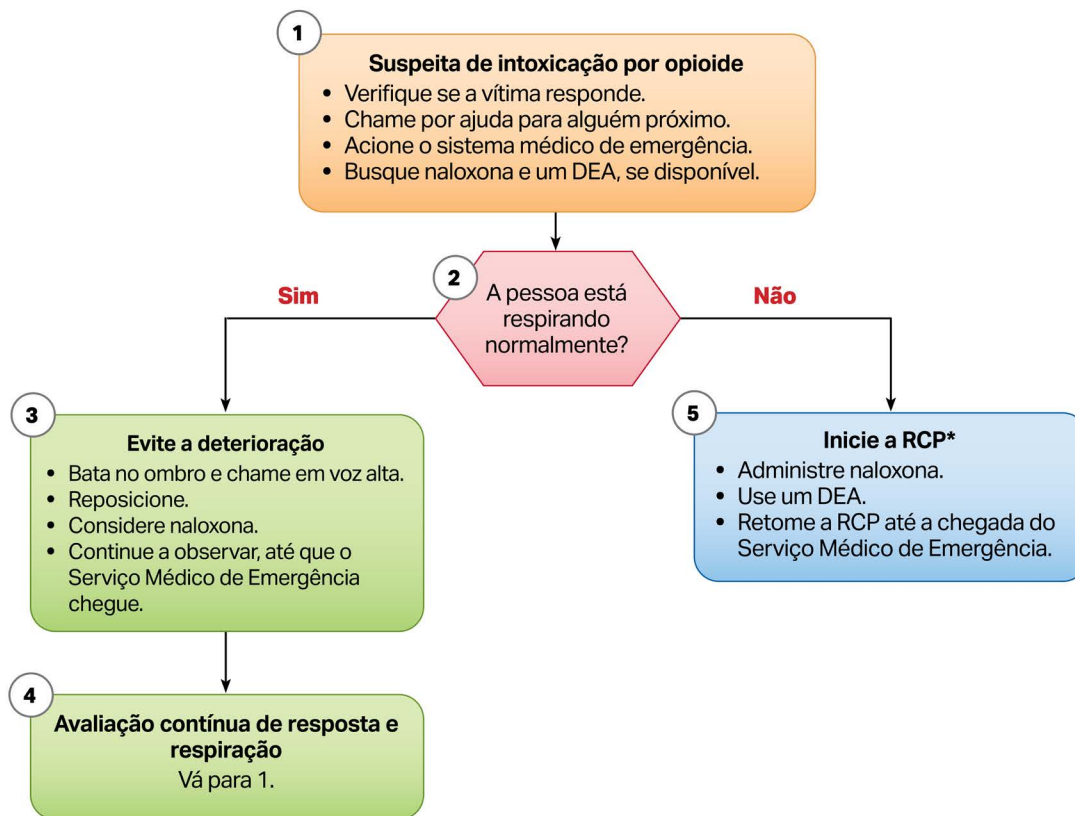 1
Suspeita de intoxicação por opioide
• Verifique se a vítima responde.
• Chame por ajuda para alguém próximo.
• Acione o sistema médico de emergência.
• Busque naloxona e um DEA, se disponível.
2
A pessoa está
respirando
normalmente?
Sim
Não
3
Evite a deterioração
• Bata no ombro e chame em voz alta.
• Reposicione.
• Considere naloxona.
• Continue a observar, até que o
Serviço Médico de Emergência
chegue.
4
Avaliação contínua de resposta e
respiração
Vá para 1.
5
Inicie a RCP*
• Administre naloxona.
• Use um DEA.
• Retome a RCP até a chegada do
Serviço Médico de Emergência.